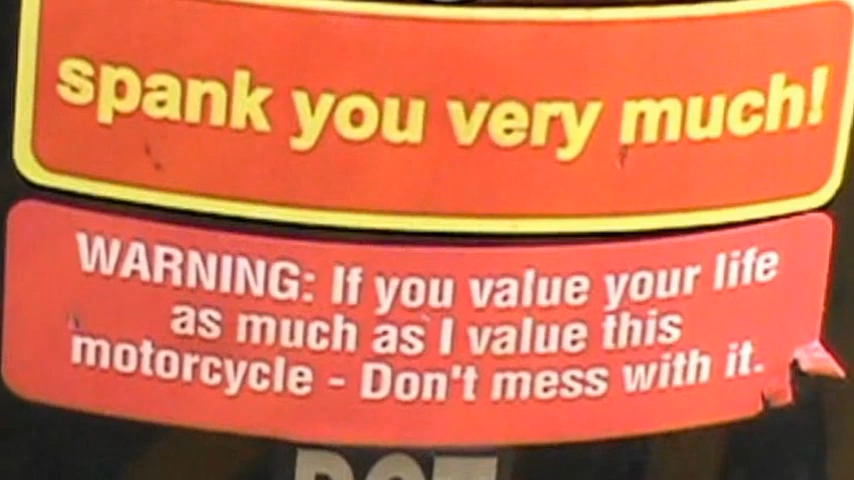 spank you very much!
WARNING: If you value your life
as much as I value this
motorcycle - Don't mess with it.
DOT